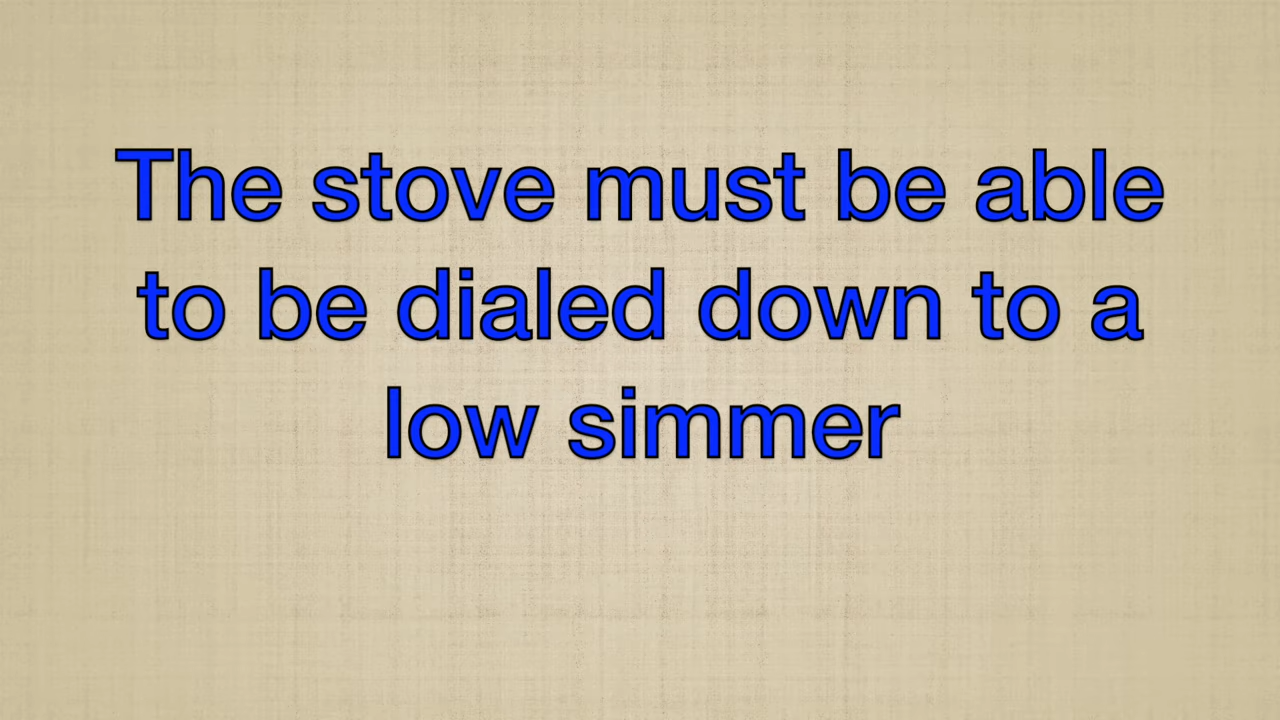 The stove must be able
to be dialed down to a
low simmer